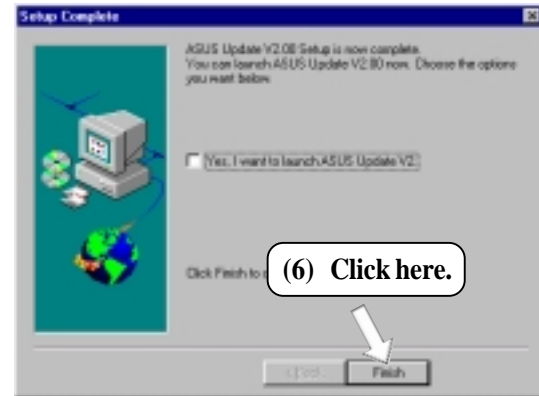 Setup Complete
ASUS Update V2.00 Setup is now complete.
You can launch ASUS Update V2.00 now. Choose the options
you want below.
Yes, I want to launch ASUS Update V2.
Click Finish to
(6) Click here.
< Back
Finish